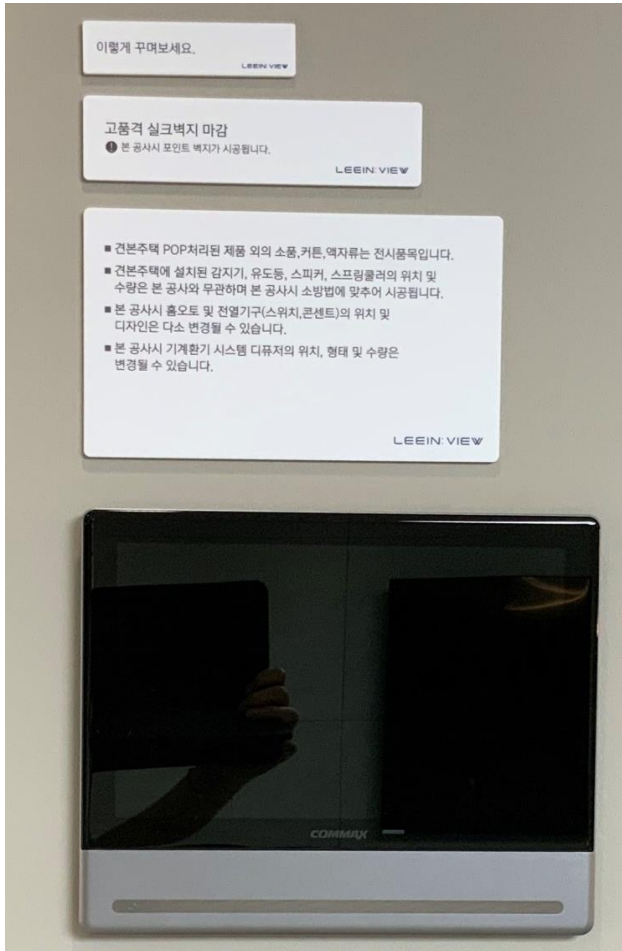 이렇게 꾸며보세요.
LEEIN:VIEW
고품격 실크벽지 마감
! 본 공사시 포인트 벽지가 시공됩니다.
LEEIN:VIEW
■ 견본주택 POP처리된 제품 외의 소품,커튼,액자류는 전시품목입니다.
■ 견본주택에 설치된 감지기, 유도등, 스피커, 스프링쿨러의 위치 및
수량은 본 공사와 무관하며 본 공사시 소방법에 맞추어 시공됩니다.
■ 본 공사시 홈오토 및 전열기구(스위치,콘센트)의 위치 및
디자인은 다소 변경될 수 있습니다.
■ 본 공사시 기계환기 시스템 디퓨저의 위치, 형태 및 수량은
변경될 수 있습니다.
LEEIN:VIEW
COMMAX